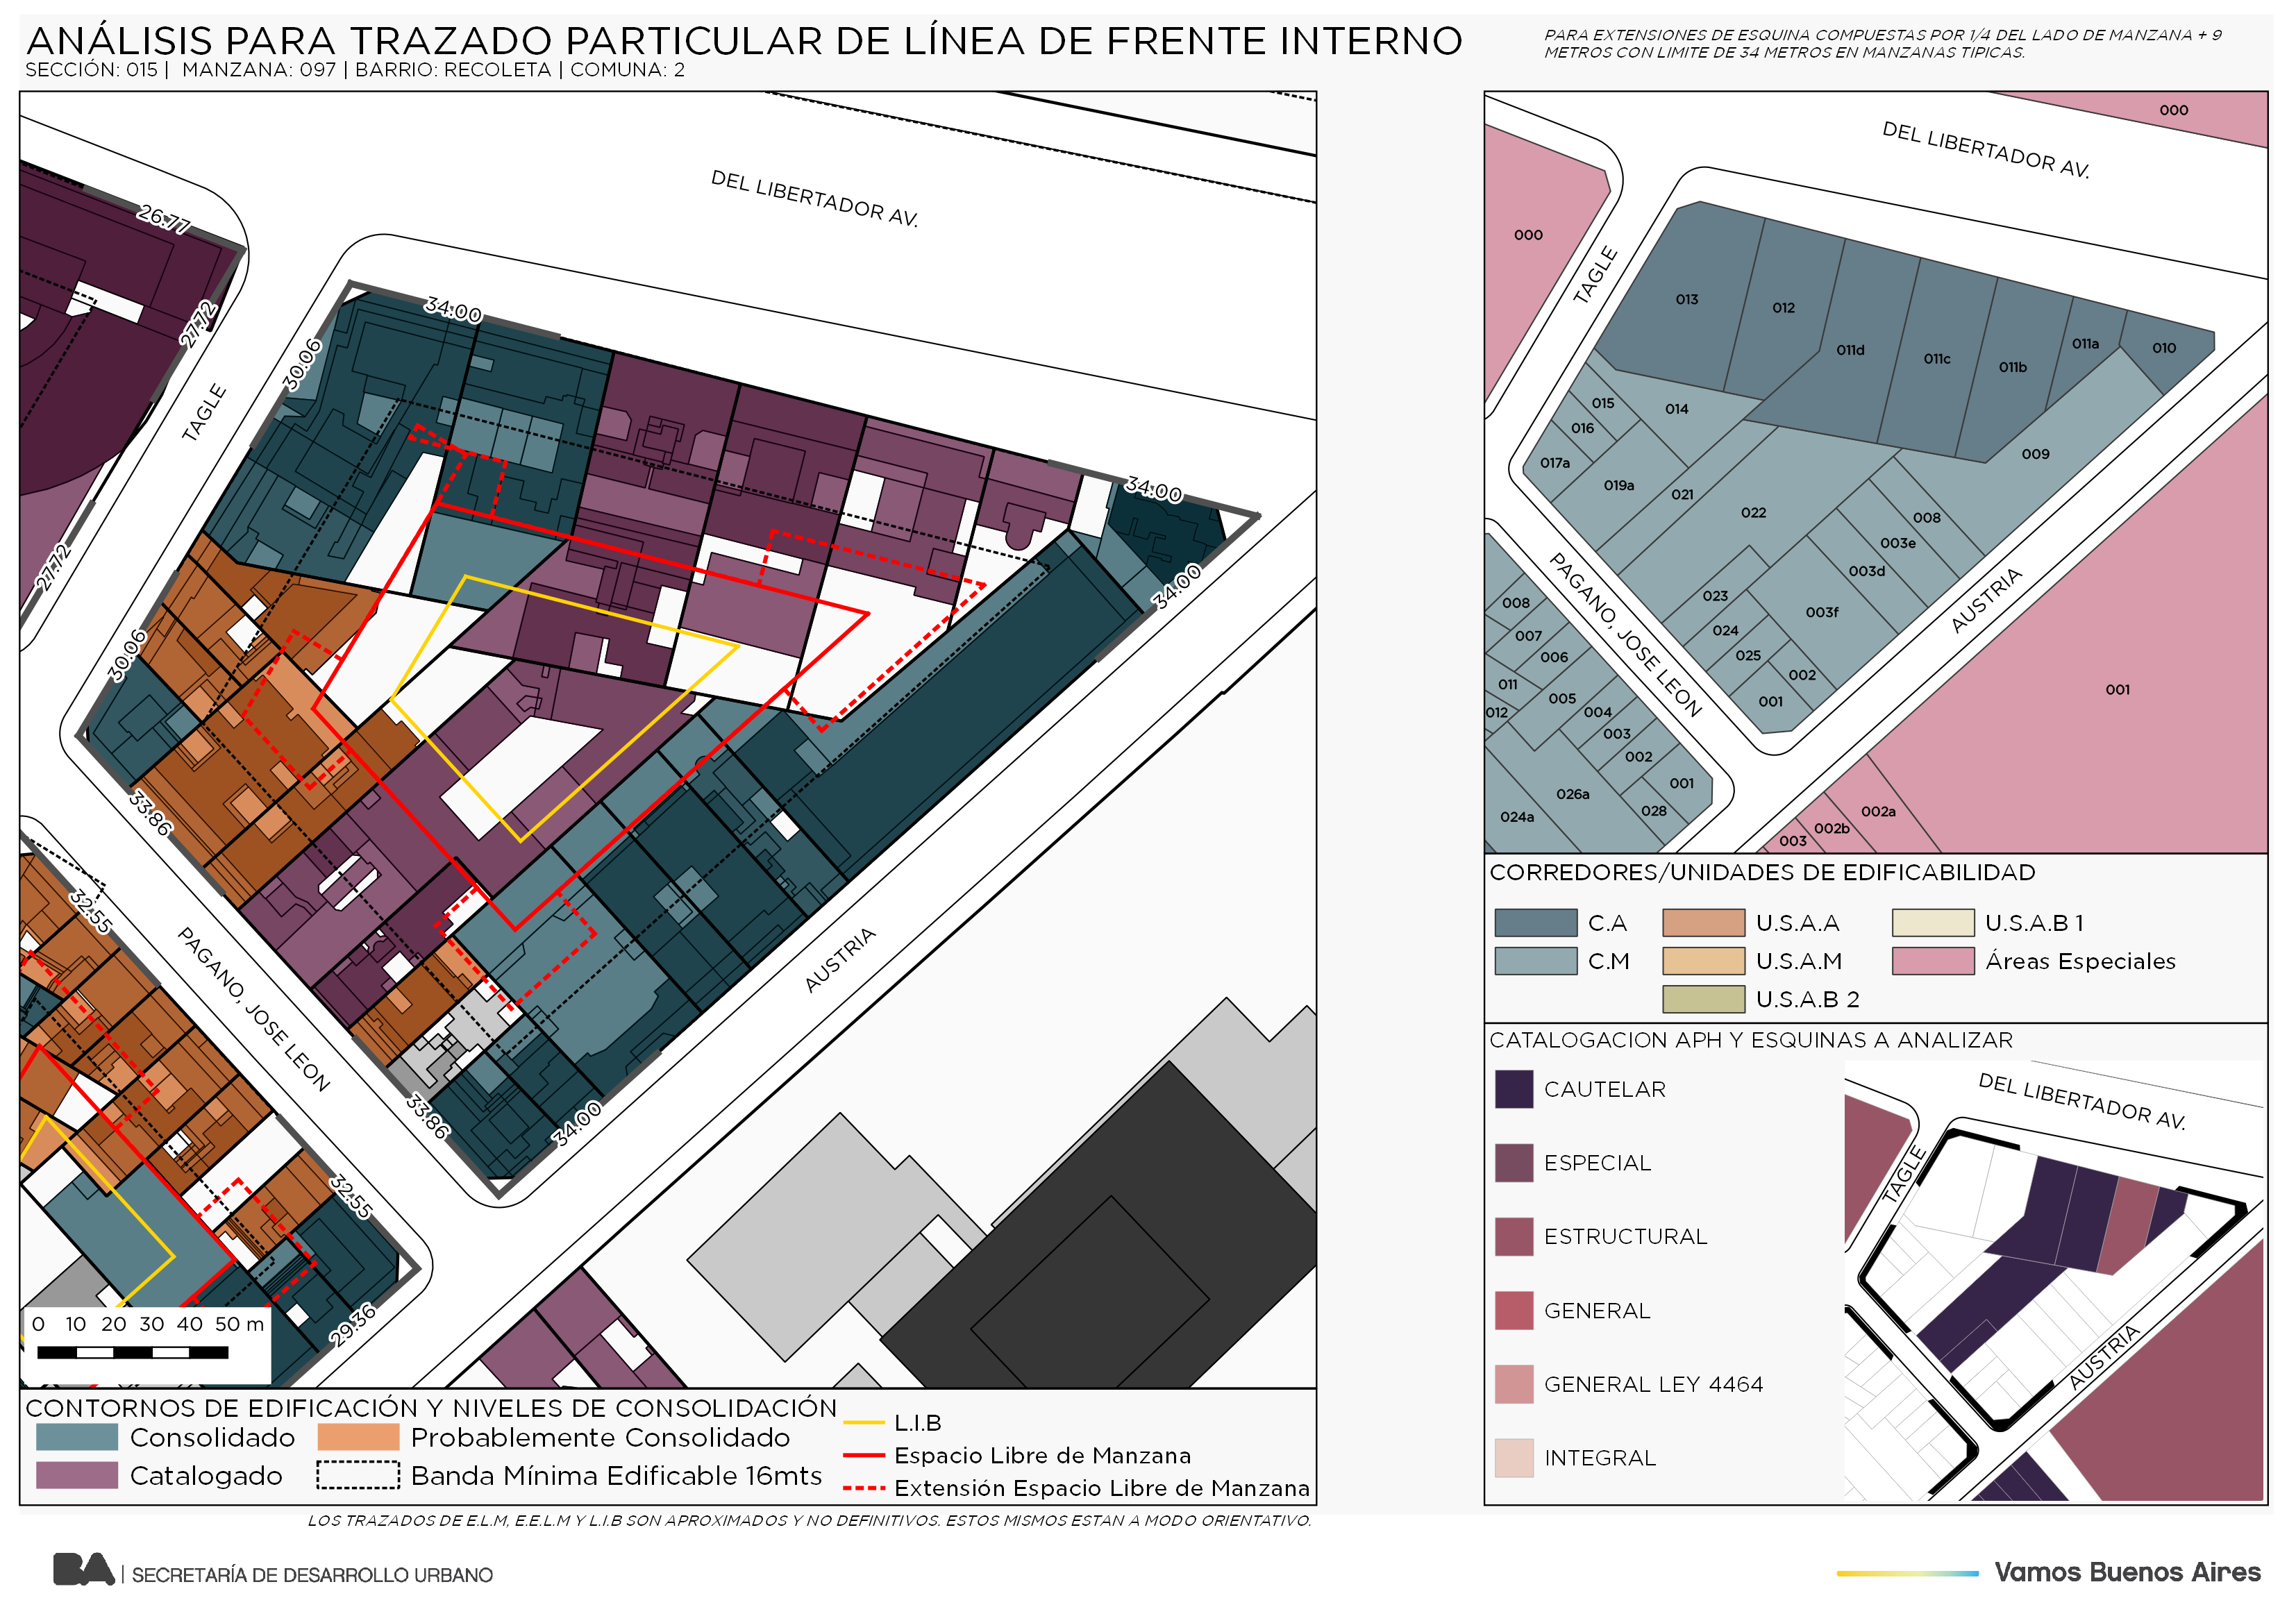 ANÁLISIS PARA TRAZADO PARTICULAR DE LÍNEA DE FRENTE INTERNO
SECCIÓN: 015 | MANZANA: 097 | BARRIO: RECOLETA | COMUNA: 2
PARA EXTENSIONES DE ESQUINA COMPUESTAS POR 1/4 DEL LADO DE MANZANA + 9
METROS CON LIMITE DE 34 METROS EN MANZANAS TIPICAS.
DEL LIBERTADOR AV.
26.77
27.72
27.72
TAGLE
34.00
30.06
30.06
34.00
34.00
33.86
33.86
34.00
32.55
32.55
29.36
PAGANO, JOSE LEON
AUSTRIA
0 10 20 30 40 50 m
CONTORNOS DE EDIFICACIÓN Y NIVELES DE CONSOLIDACIÓN
Consolidado
Catalogado
Probablemente Consolidado
Banda Mínima Edificable 16mts
L.I.B
Espacio Libre de Manzana
Extensión Espacio Libre de Manzana
LOS TRAZADOS DE E.L.M, E.E.L.M Y L.I.B SON APROXIMADOS Y NO DEFINITIVOS. ESTOS MISMOS ESTAN A MODO ORIENTATIVO.
000
DEL LIBERTADOR AV.
000
TAGLE
013
012
011d
011c
011b
011a
010
015
014
016
017a
019a
021
022
009
008
003e
003d
003f
023
024
025
002
001
PAGANO, JOSE LEON
AUSTRIA
008
007
006
011
012
005
004
003
002
001
028
026a
024a
001
002a
002b
003
CORREDORES/UNIDADES DE EDIFICABILIDAD
C.A
C.M
U.S.A.A
U.S.A.M
U.S.A.B 2
U.S.A.B 1
Áreas Especiales
CATALOGACION APH Y ESQUINAS A ANALIZAR
CAUTELAR
ESPECIAL
ESTRUCTURAL
GENERAL
GENERAL LEY 4464
INTEGRAL
DEL LIBERTADOR AV.
TAGLE
AUSTRIA
BA | SECRETARÍA DE DESARROLLO URBANO
Vamos Buenos Aires